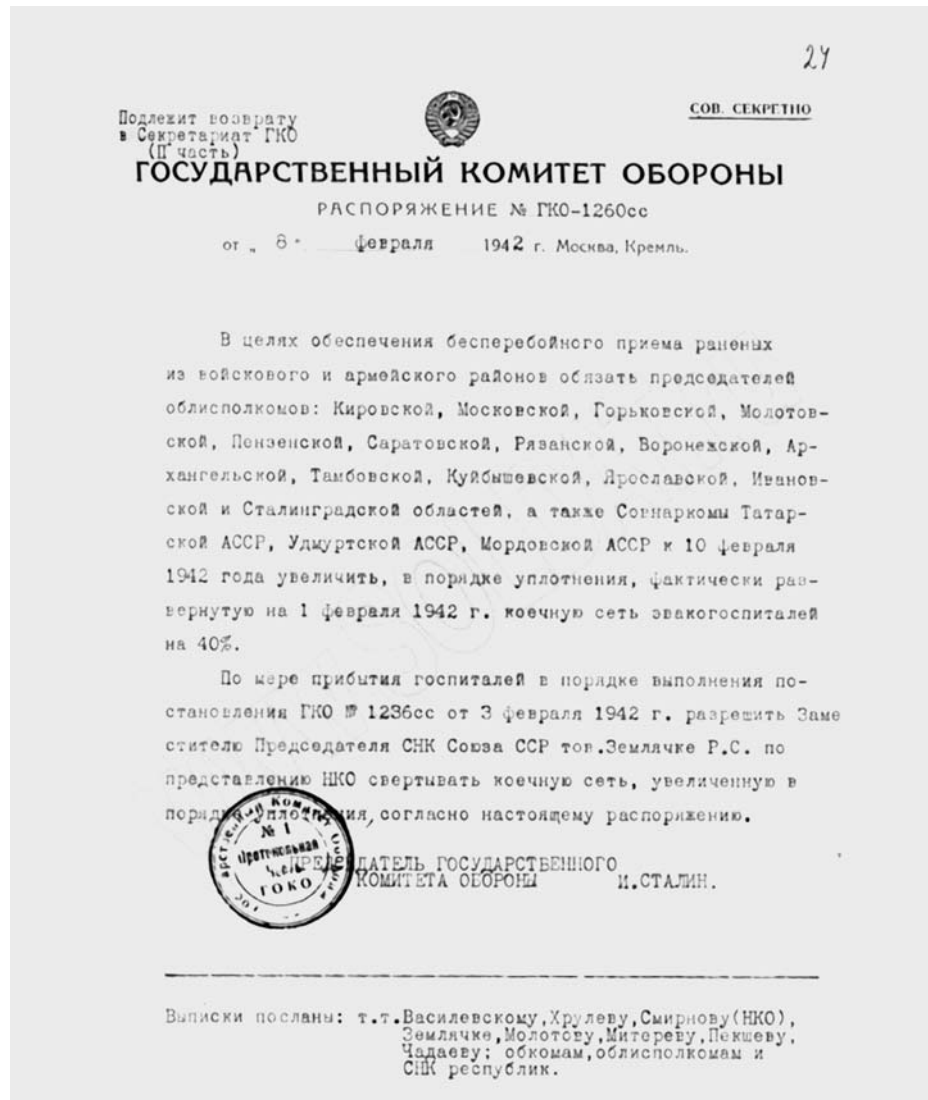 24
СОВ. СЕКРЕТНО
Подлежит возврату
в Секретариат ГКО
(II часть)
ГОСУДАРСТВЕННЫЙ КОМИТЕТ ОБОРОНЫ
РАСПОРЯЖЕНИЕ № ГКО-1260сс
от „ 8 " февраля 1942 г. Москва, Кремль.
В целях обеспечения бесперебойного приема раненых
из войскового и армейского районов обязать председателей
облисполкомов: Кировской, Московской, Горьковской, Молотов-
ской, Пензенской, Саратовской, Рязанской, Воронежской, Ар-
хангельской, Тамбовской, Куйбышевской, Ярославской, Иванов-
ской и Сталинградской областей, а также Совнаркомы Татар-
ской АССР, Удмуртской АССР, Мордовской АССР к 10 февраля
1942 года увеличить, в порядке уплотнения, фактически раз-
вернутую на 1 февраля 1942 г. коечную сеть эвакогоспиталей
на 40%.
По мере прибытия госпиталей в порядке выполнения по-
становления ГКО № 1236сс от 3 февраля 1942 г. разрешить Заме
стителю Председателя СНК Союза ССР тов.Землячке Р.С. по
представлению НКО свертывать коечную сеть, увеличенную в
порядке уплотнения, согласно настоящему распоряжению.
ПРЕДСЕДАТЕЛЬ ГОСУДАРСТВЕННОГО
КОМИТЕТА ОБОРОНЫ И.СТАЛИН.
Государственный Комитет Обороны
№ 1
Протокольная
часть
ГОКО
Выписки посланы: т.т.Василевскому,Хрулеву,Смирнову(НКО),
Землячке,Молотову,Митереву,Пекшеву,
Чадаеву; обкомам,облисполкомам и
СНК республик.